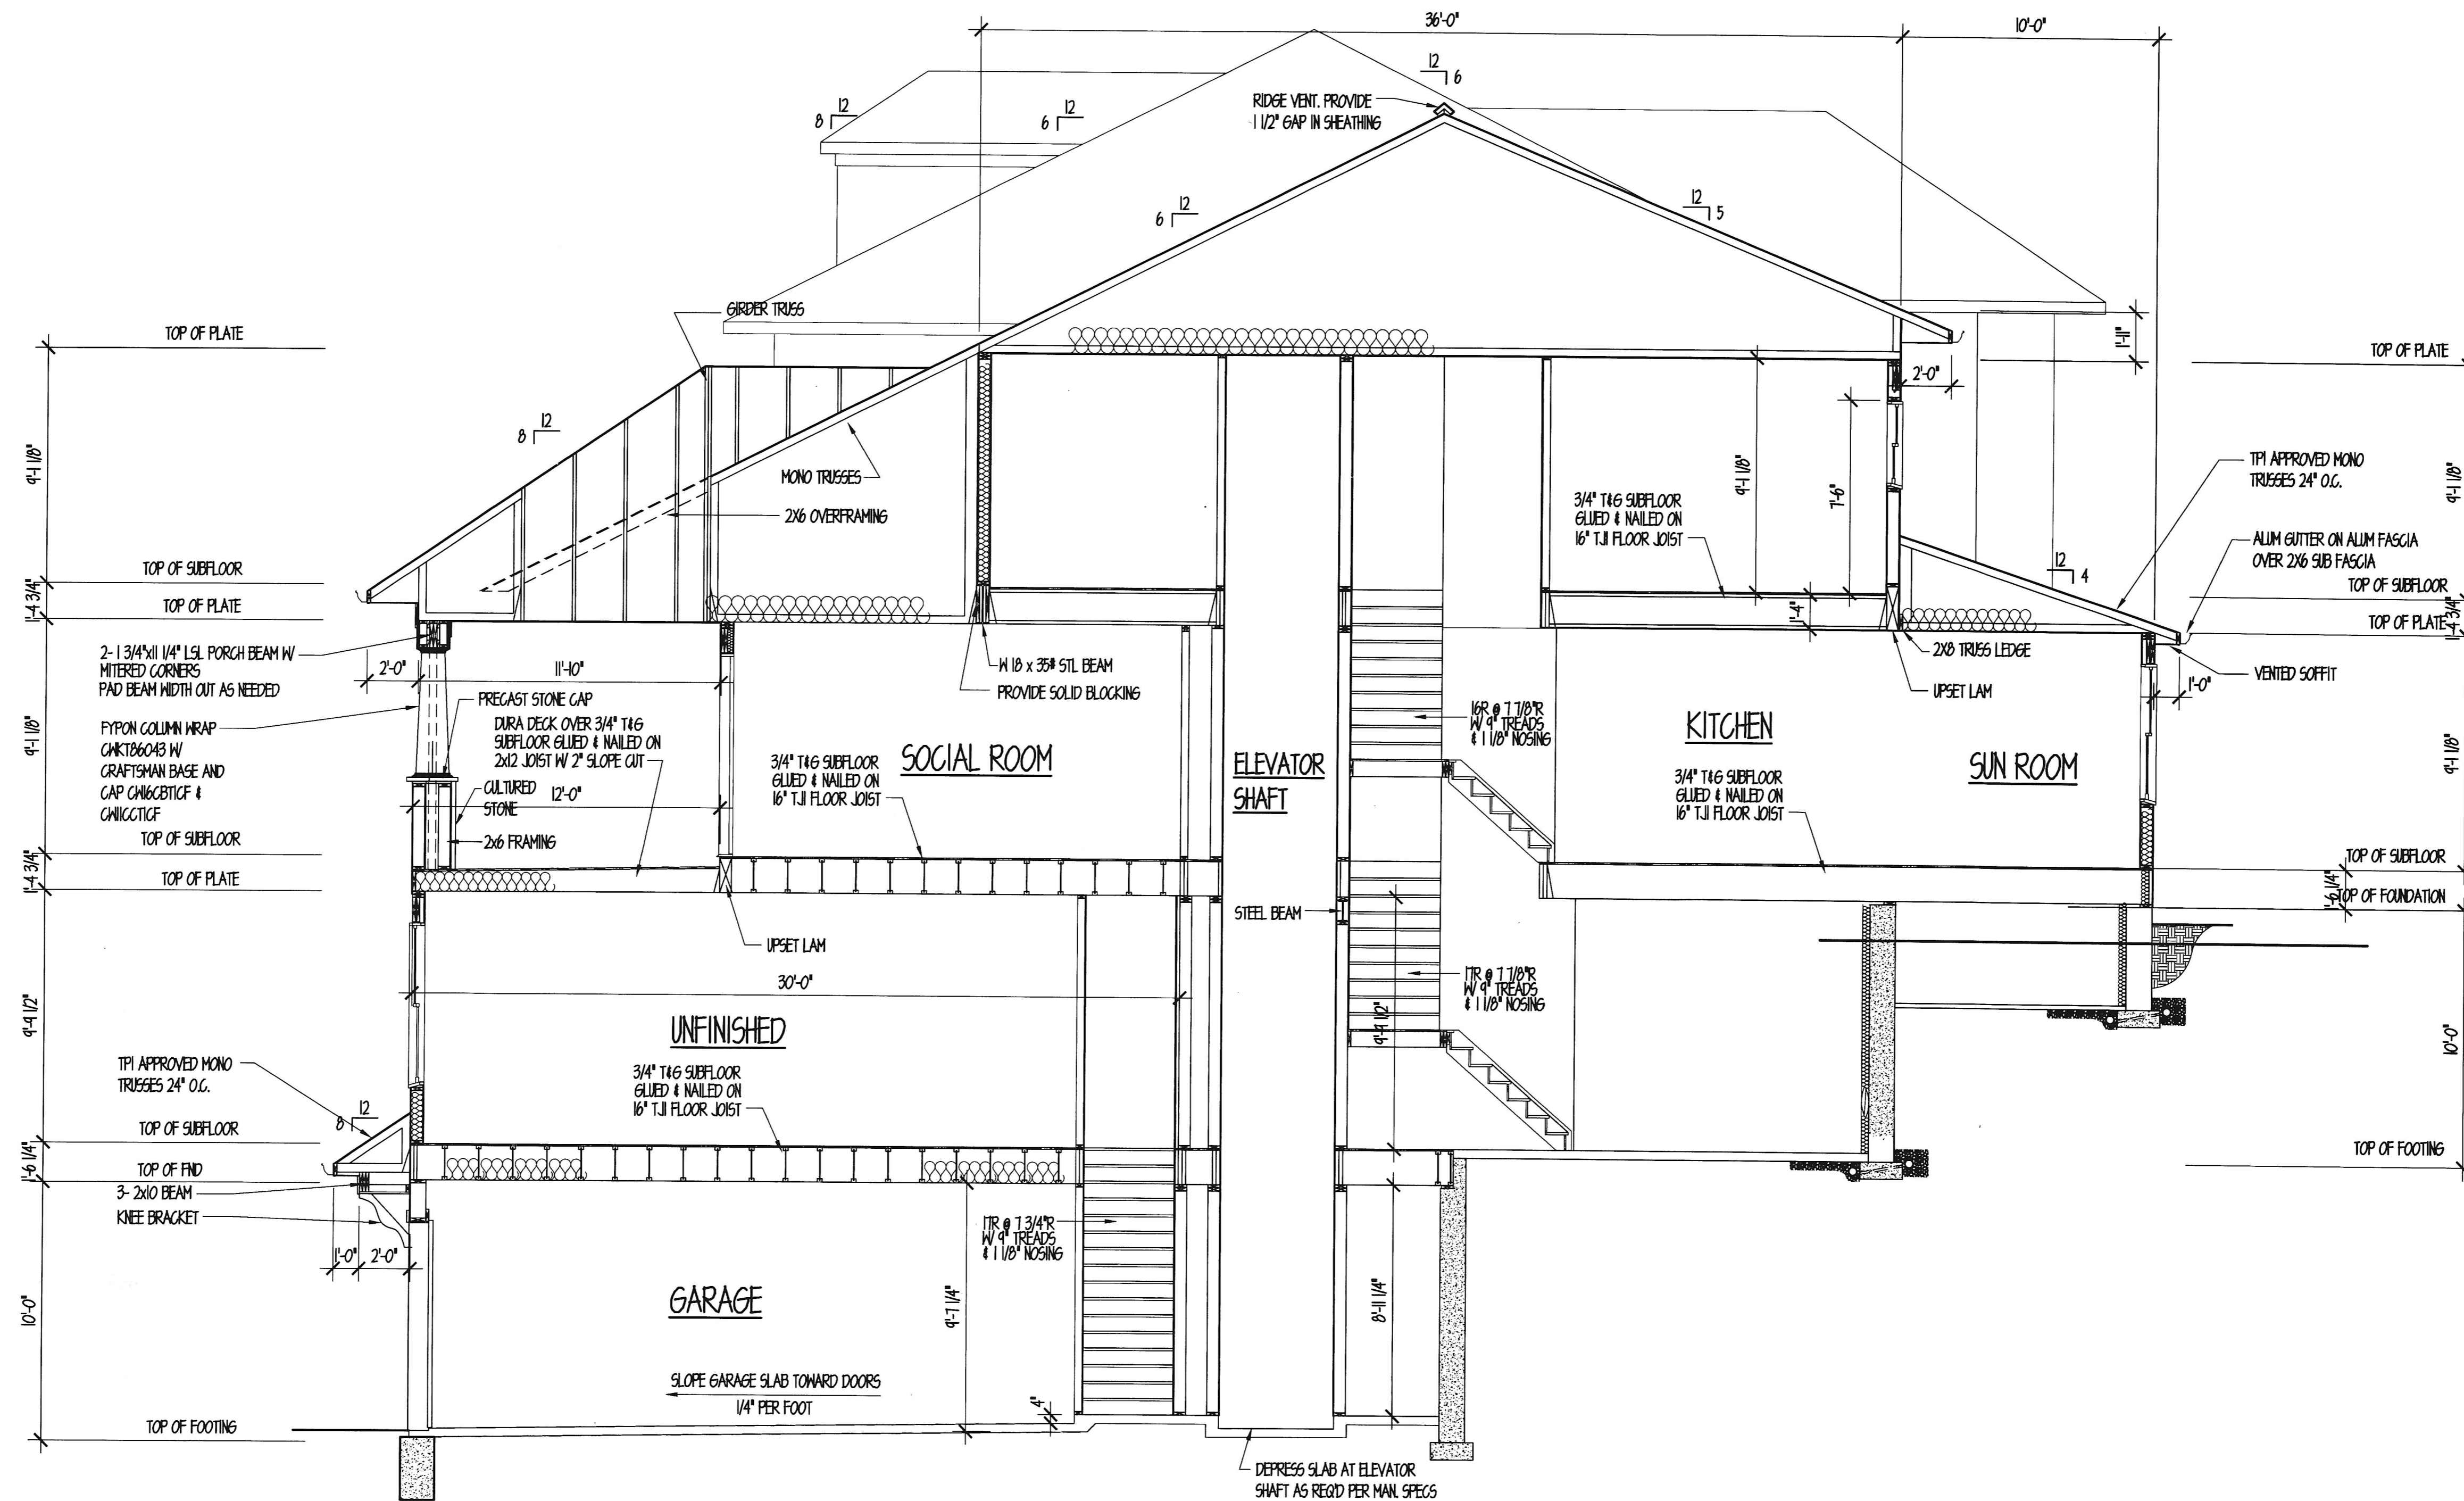 36'-0"
10'-0"
12
6
RIDGE VENT. PROVIDE
1 1/2" GAP IN SHEATHING
12
8
12
6
12
6
12
5
GIRDER TRUSS
TOP OF PLATE
TOP OF PLATE
1'-11"
2'-0"
12
8
9'-1 1/8"
MONO TRUSSES
2X6 OVERFRAMING
9'-1 1/8"
7'-6"
3/4" T&G SUBFLOOR
GLUED & NAILED ON
16" TJI FLOOR JOIST
TPI APPROVED MONO
TRUSSES 24" O.C.
9'-1 1/8"
ALUM GUTTER ON ALUM FASCIA
OVER 2X6 SUB FASCIA
12
4
TOP OF SUBFLOOR
TOP OF SUBFLOOR
1'-4 3/4"
TOP OF PLATE
1'-4"
1'-4 3/4"
TOP OF PLATE
2- 1 3/4"x11 1/4" LSL PORCH BEAM W/
MITERED CORNERS
PAD BEAM WIDTH OUT AS NEEDED
2'-0"
11'-10"
W 18 x 35# STL BEAM
PROVIDE SOLID BLOCKING
2X8 TRUSS LEDGE
UPSET LAM
VENTED SOFFIT
1'-0"
PRECAST STONE CAP
DURA DECK OVER 3/4" T&G
SUBFLOOR GLUED & NAILED ON
2x12 JOIST W/ 2" SLOPE CUT
FYPON COLUMN WRAP
CWKT86043 W/
CRAFTSMAN BASE AND
CAP CW16CBTICF &
CW11CCTICF
9'-1 1/8"
CULTURED
STONE
12'-0"
2x6 FRAMING
3/4" T&G SUBFLOOR
GLUED & NAILED ON
16" TJI FLOOR JOIST
SOCIAL ROOM
ELEVATOR
SHAFT
16R @ 7 7/8"R
W/ 9" TREADS
& 1 1/8" NOSING
KITCHEN
3/4" T&G SUBFLOOR
GLUED & NAILED ON
16" TJI FLOOR JOIST
SUN ROOM
9'-1 1/8"
TOP OF SUBFLOOR
1'-4 3/4"
TOP OF PLATE
TOP OF SUBFLOOR
1'-6 1/4"
TOP OF FOUNDATION
STEEL BEAM
UPSET LAM
30'-0"
17R @ 7 7/8"R
W/ 9" TREADS
& 1 1/8" NOSING
9'-9 1/2"
9'-4 1/2"
UNFINISHED
3/4" T&G SUBFLOOR
GLUED & NAILED ON
16" TJI FLOOR JOIST
10'-0"
TPI APPROVED MONO
TRUSSES 24" O.C.
12
8
TOP OF SUBFLOOR
1'-6 1/4"
TOP OF FND
TOP OF FOOTING
3- 2x10 BEAM
KNEE BRACKET
1'-0"
2'-0"
17R @ 7 3/4"R
W/ 9" TREADS
& 1 1/8" NOSING
GARAGE
9'-7 1/4"
8'-11 1/4"
10'-0"
SLOPE GARAGE SLAB TOWARD DOORS
1/4" PER FOOT
4"
TOP OF FOOTING
DEPRESS SLAB AT ELEVATOR
SHAFT AS REQ'D PER MAN. SPECS